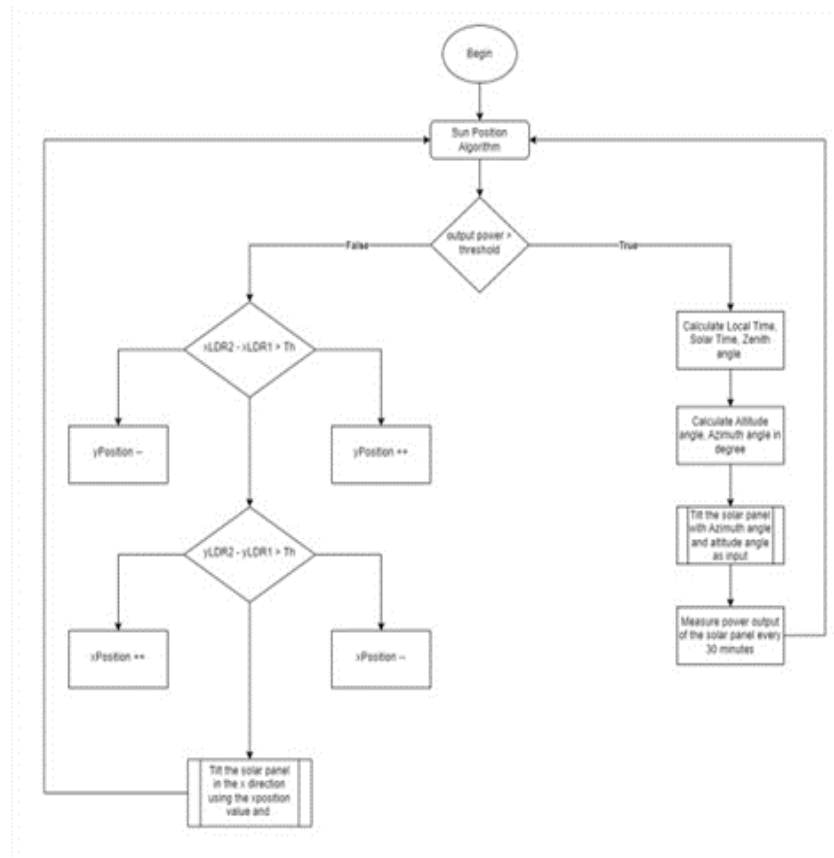 Begin
Sun Position
Algorithm
output power >
threshold
False
True
xLDR2 - xLDR1 > Th
Calculate Local Time,
Solar Time, Zenith
angle
yPosition --
yPosition ++
Calculate Altitude
angle, Azimuth angle in
degree
Tilt the solar panel
with Azimuth angle
and altitude angle
as input
yLDR2 - yLDR1 > Th
xPosition ++
xPosition --
Measure power output
of the solar panel every
30 minutes
Tilt the solar panel
in the x direction
using the xposition
value and